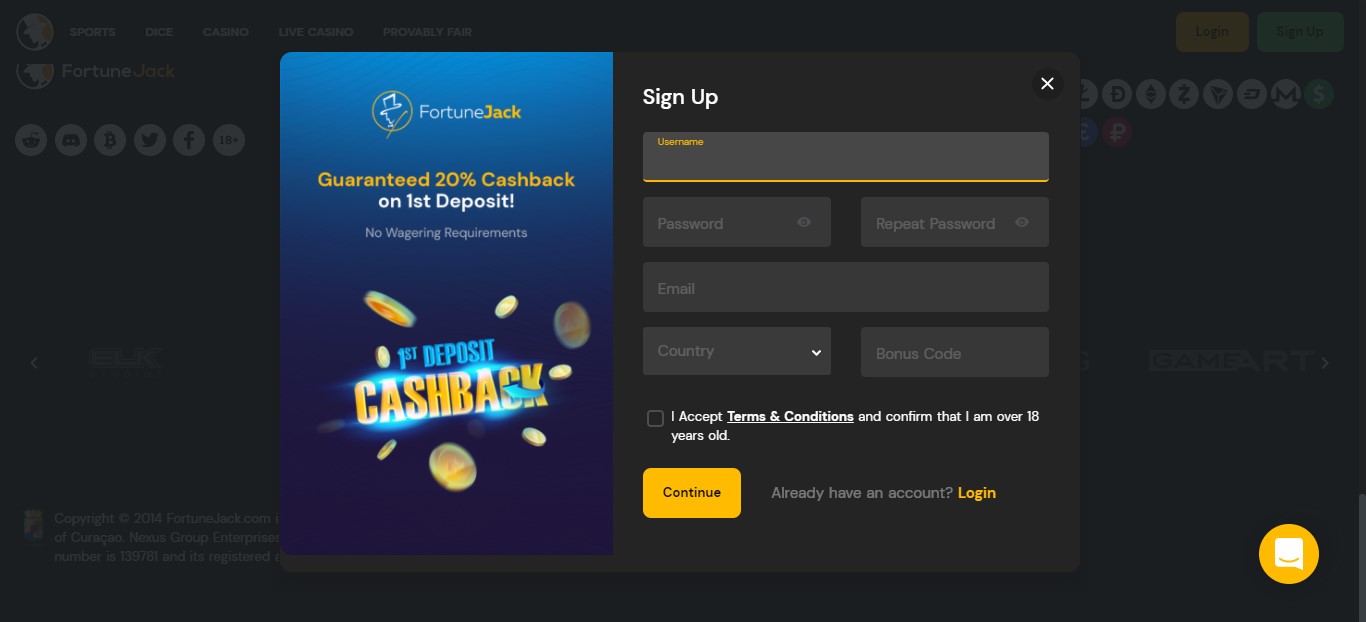 SPORTS
DICE
CASINO
LIVE CASINO
PROVABLY FAIR
Login
Sign Up
FortuneJack
18+
ELK
GAMEART
Copyright © 2014 FortuneJack.com
of Curaçao. Nexus Group Enterprises
number is 139781 and its registered
FortuneJack
Guaranteed 20% Cashback
on 1st Deposit!
No Wagering Requirements
1ST DEPOSIT
CASHBACK
Sign Up
Username
Password
Repeat Password
Email
Country
Bonus Code
I Accept Terms & Conditions and confirm that I am over 18
years old.
Continue
Already have an account? Login